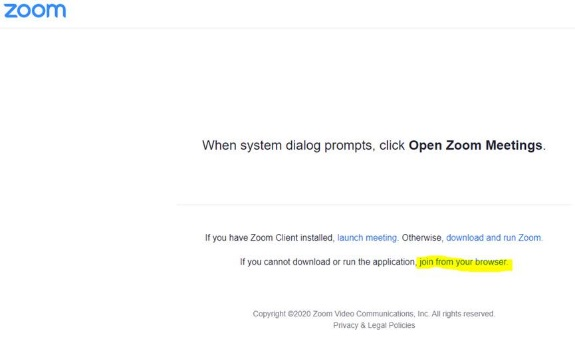 zoom
When system dialog prompts, click Open Zoom Meetings.
If you have Zoom Client installed, launch meeting. Otherwise, download and run Zoom.
If you cannot download or run the application, join from your browser.
Copyright ©2020 Zoom Video Communications, Inc. All rights reserved.
Privacy & Legal Policies